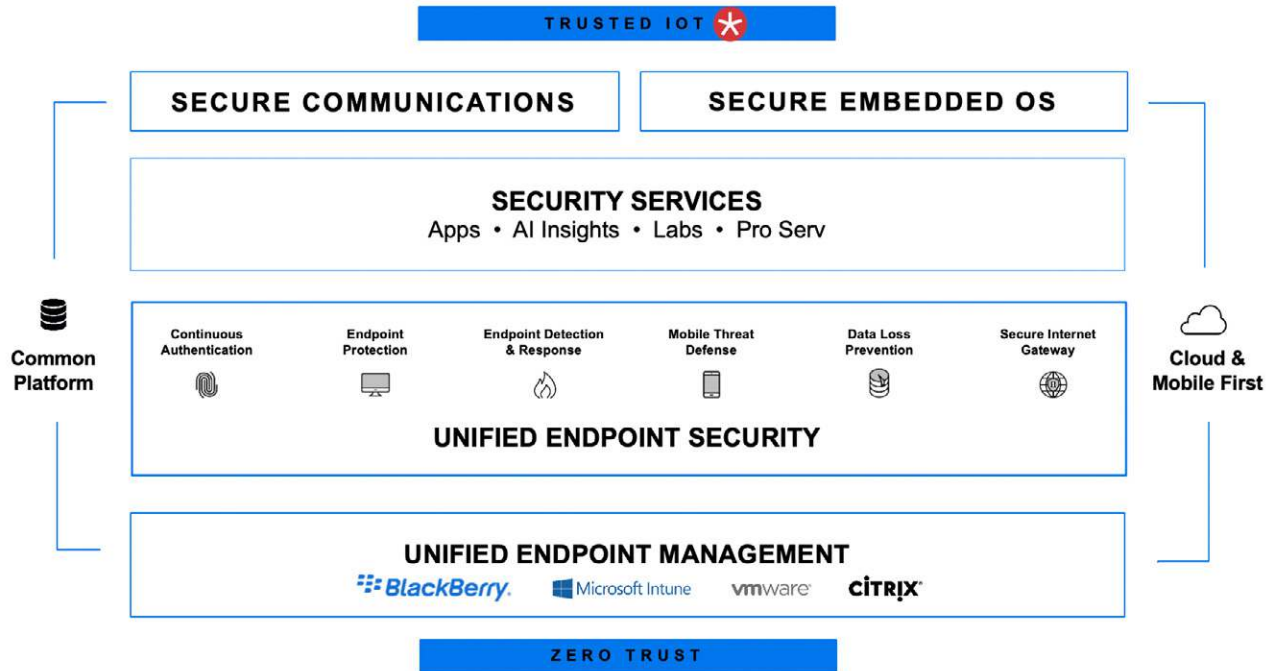 TRUSTED IOT
SECURE COMMUNICATIONS
SECURE EMBEDDED OS
SECURITY SERVICES
Apps • AI Insights • Labs • Pro Serv
Common
Platform
Continuous
Authentication
Endpoint
Protection
Endpoint Detection
& Response
Mobile Threat
Defense
Data Loss
Prevention
Secure Internet
Gateway
UNIFIED ENDPOINT SECURITY
Cloud &
Mobile First
UNIFIED ENDPOINT MANAGEMENT
BlackBerry.
Microsoft Intune
vmware
CİTRIX
ZERO TRUST